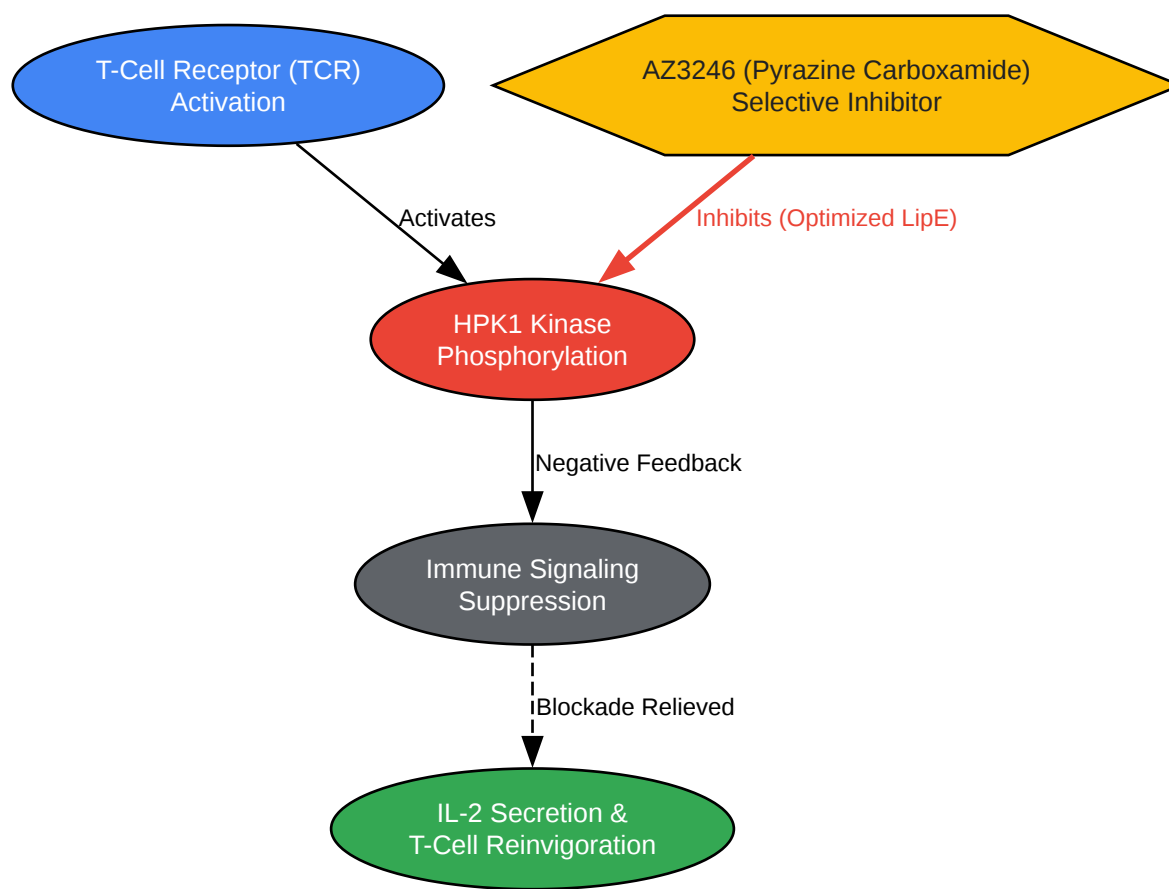 T-Cell Receptor (TCR)
Activation
AZ3246 (Pyrazine Carboxamide)
Selective Inhibitor
Activates
Inhibits (Optimized LipE)
HPK1 Kinase
Phosphorylation
Negative Feedback
Immune Signaling
Suppression
Blockade Relieved
IL-2 Secretion &
T-Cell Reinvigoration